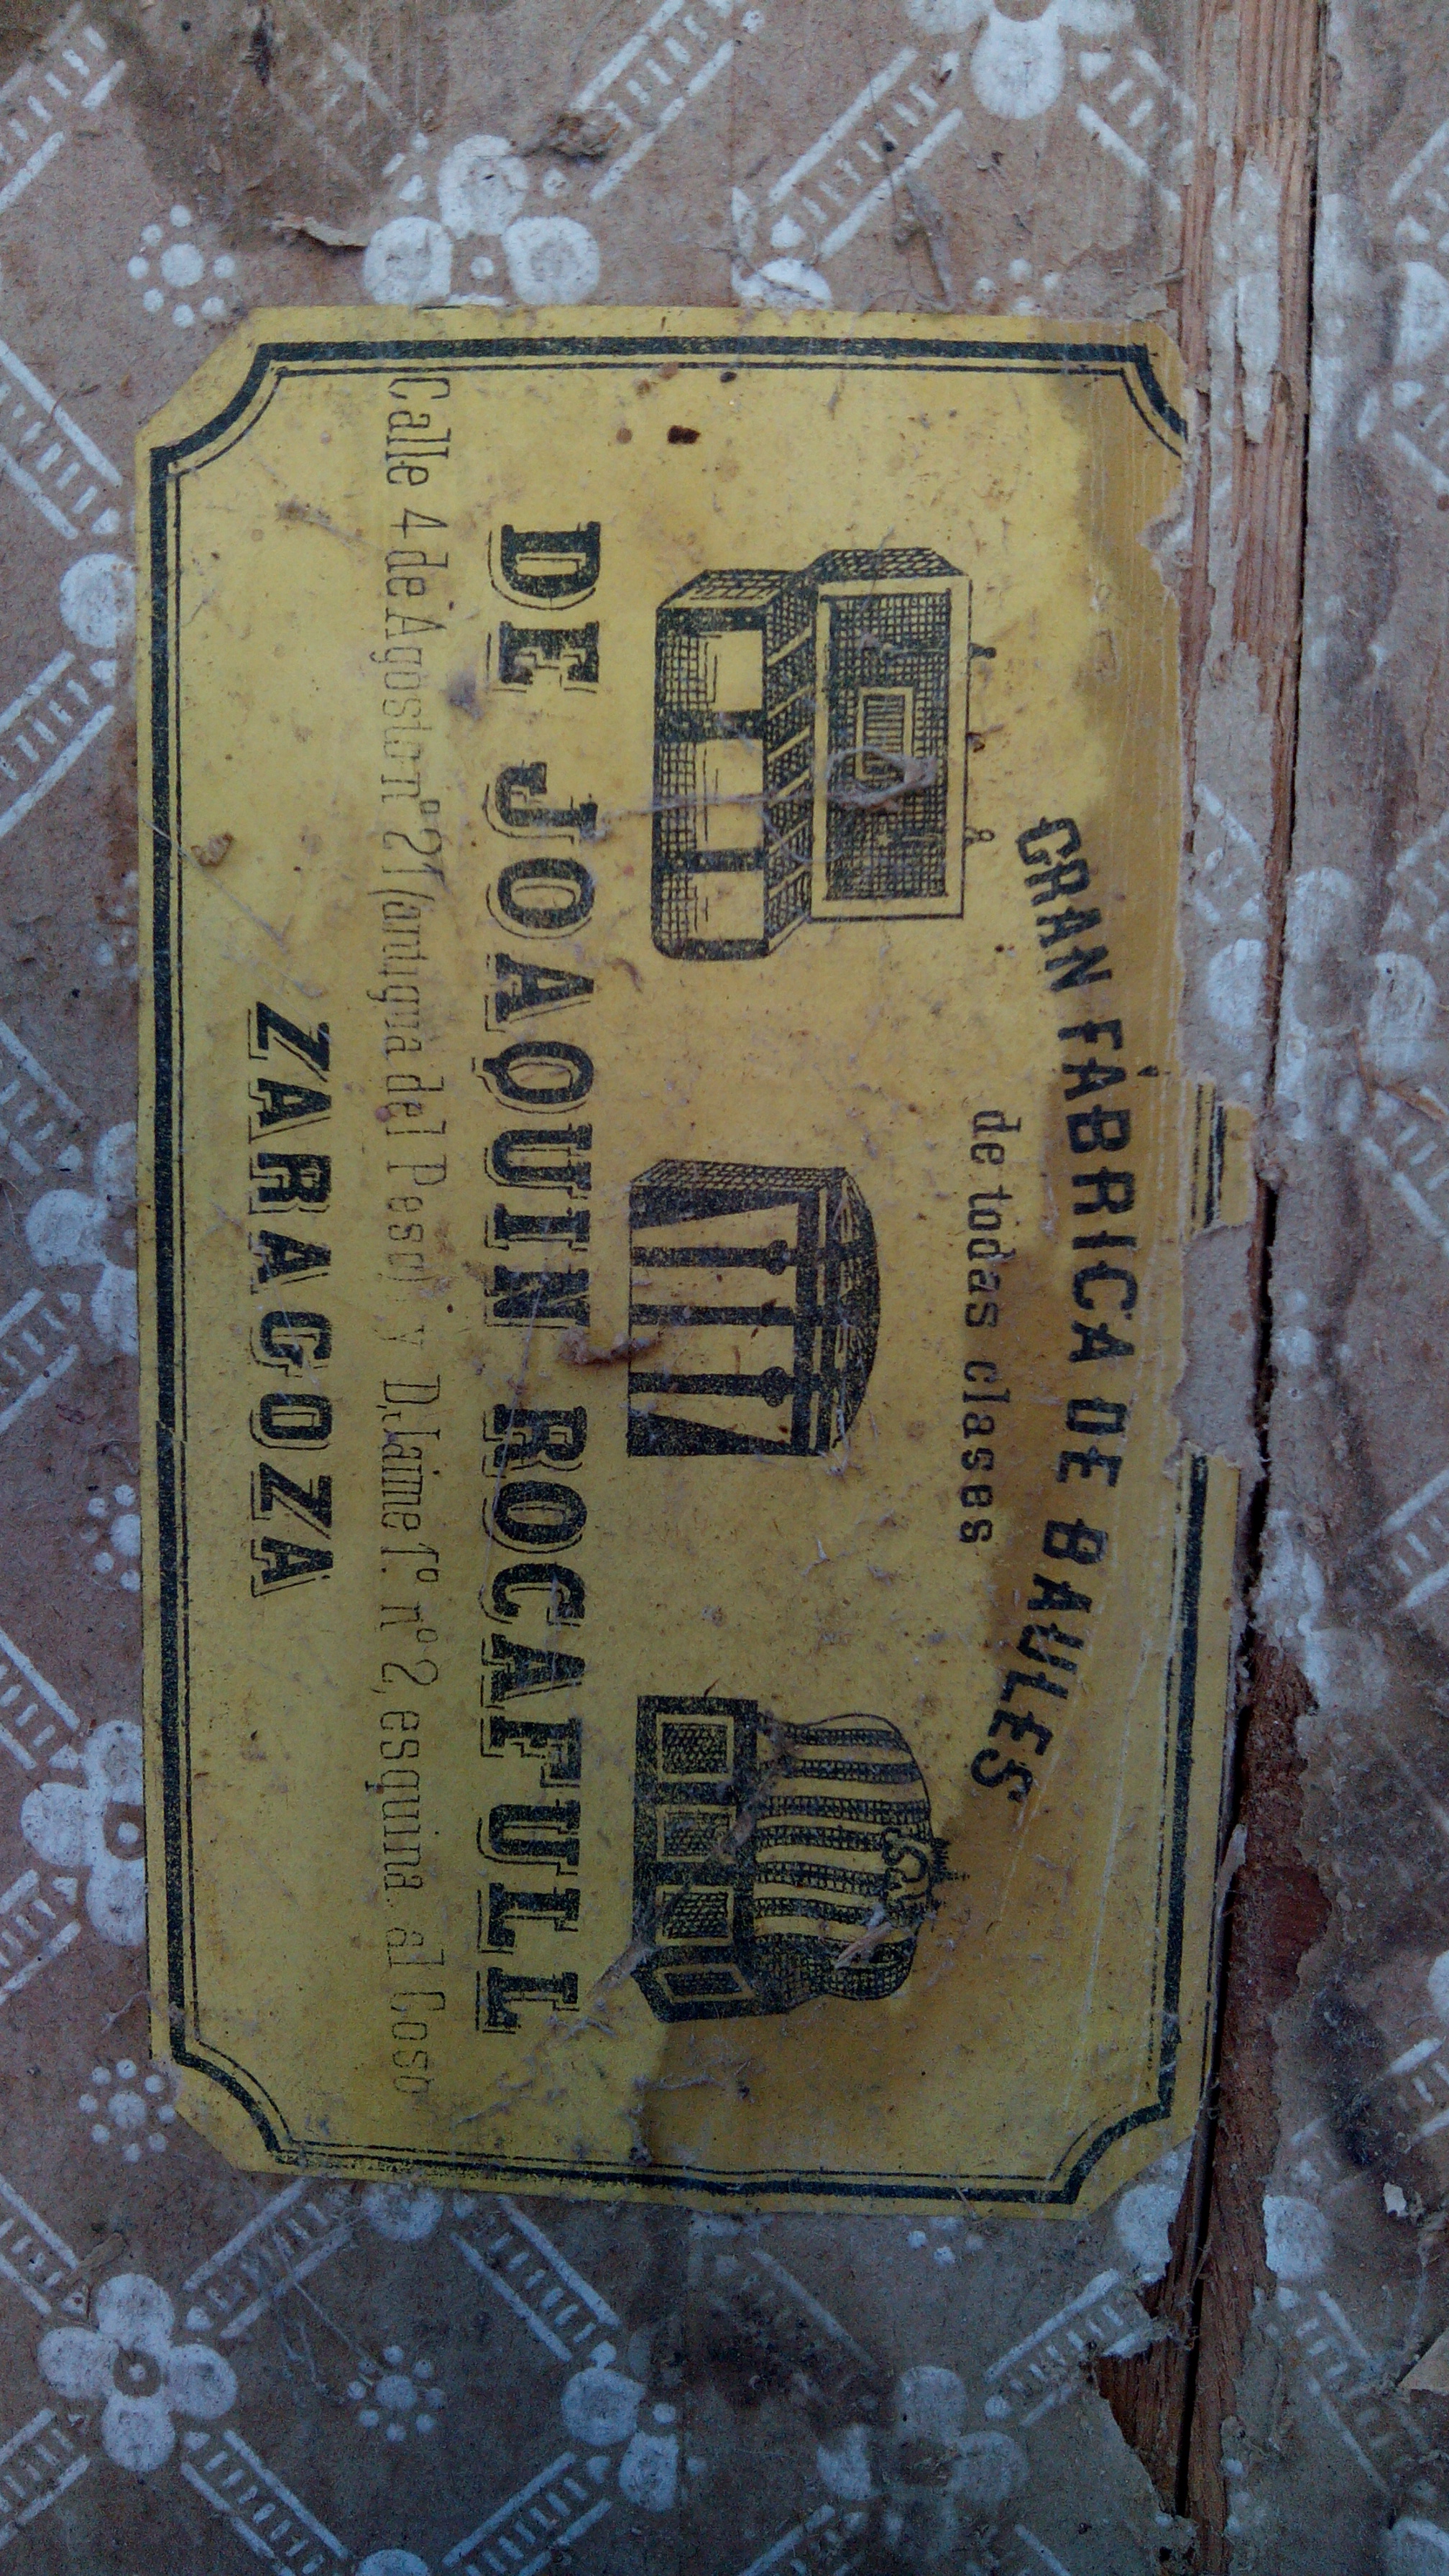 GRAN FÁBRICA DE BAULES
de todas clases
DE JOAQUIN ROCAFULL
Calle 4 de Agosto nº 21 (antigua del Peso) y D. Jaime 1º nº 2, esquina al Coso
ZARAGOZA